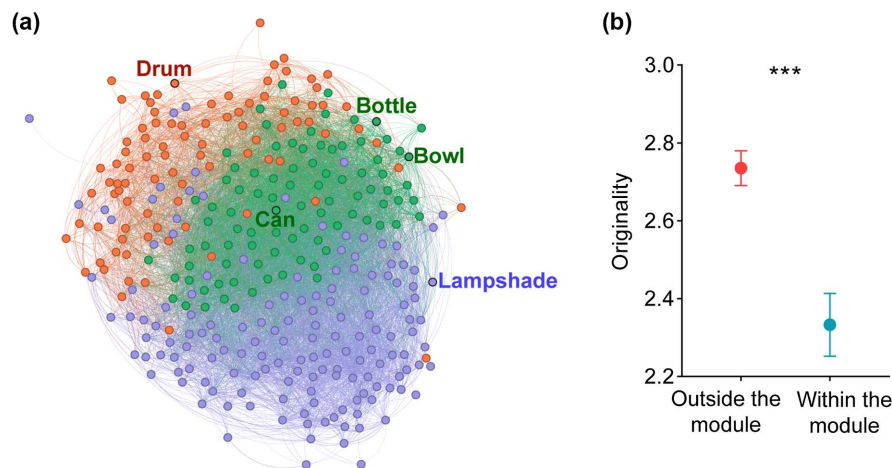 (a)
Drum
Bottle
Bowl
Can
Lampshade
(b)
***
3.0
2.8
2.6
2.4
2.2
Originality
Outside the
module
Within the
module